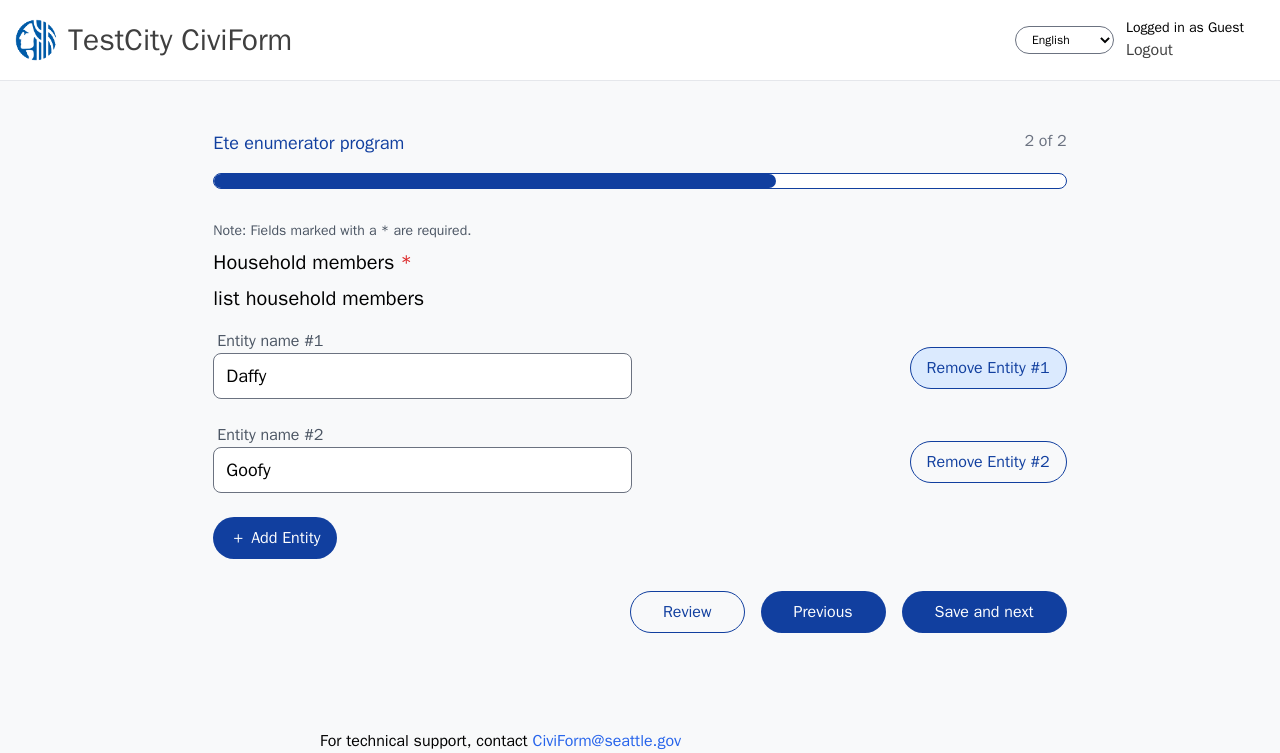 TestCity CiviForm
English
Logged in as Guest
Logout
Ete enumerator program
2 of 2
Note: Fields marked with a * are required.
Household members *
list household members
Entity name #1
Daffy
Remove Entity #1
Entity name #2
Goofy
Remove Entity #2
+ Add Entity
Review
Previous
Save and next
For technical support, contact CiviForm@seattle.gov